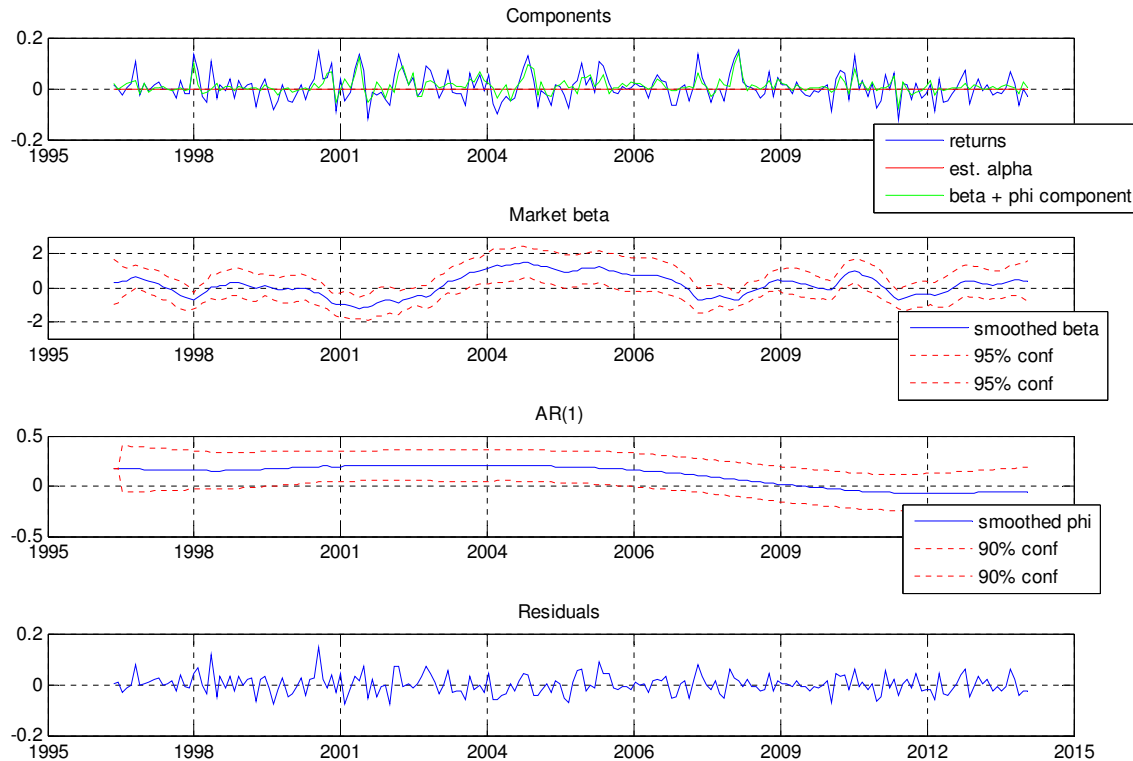 Components
0.2
0
-0.2
1995 1998 2001 2004 2006 2009
returns
est. alpha
beta + phi component
Market beta
2
0
-2
1995 1998 2001 2004 2006 2009
smoothed beta
95% conf
95% conf
AR(1)
0.5
0
-0.5
1995 1998 2001 2004 2006 2009
smoothed phi
90% conf
90% conf
Residuals
0.2
0
-0.2
1995 1998 2001 2004 2006 2009 2012 2015